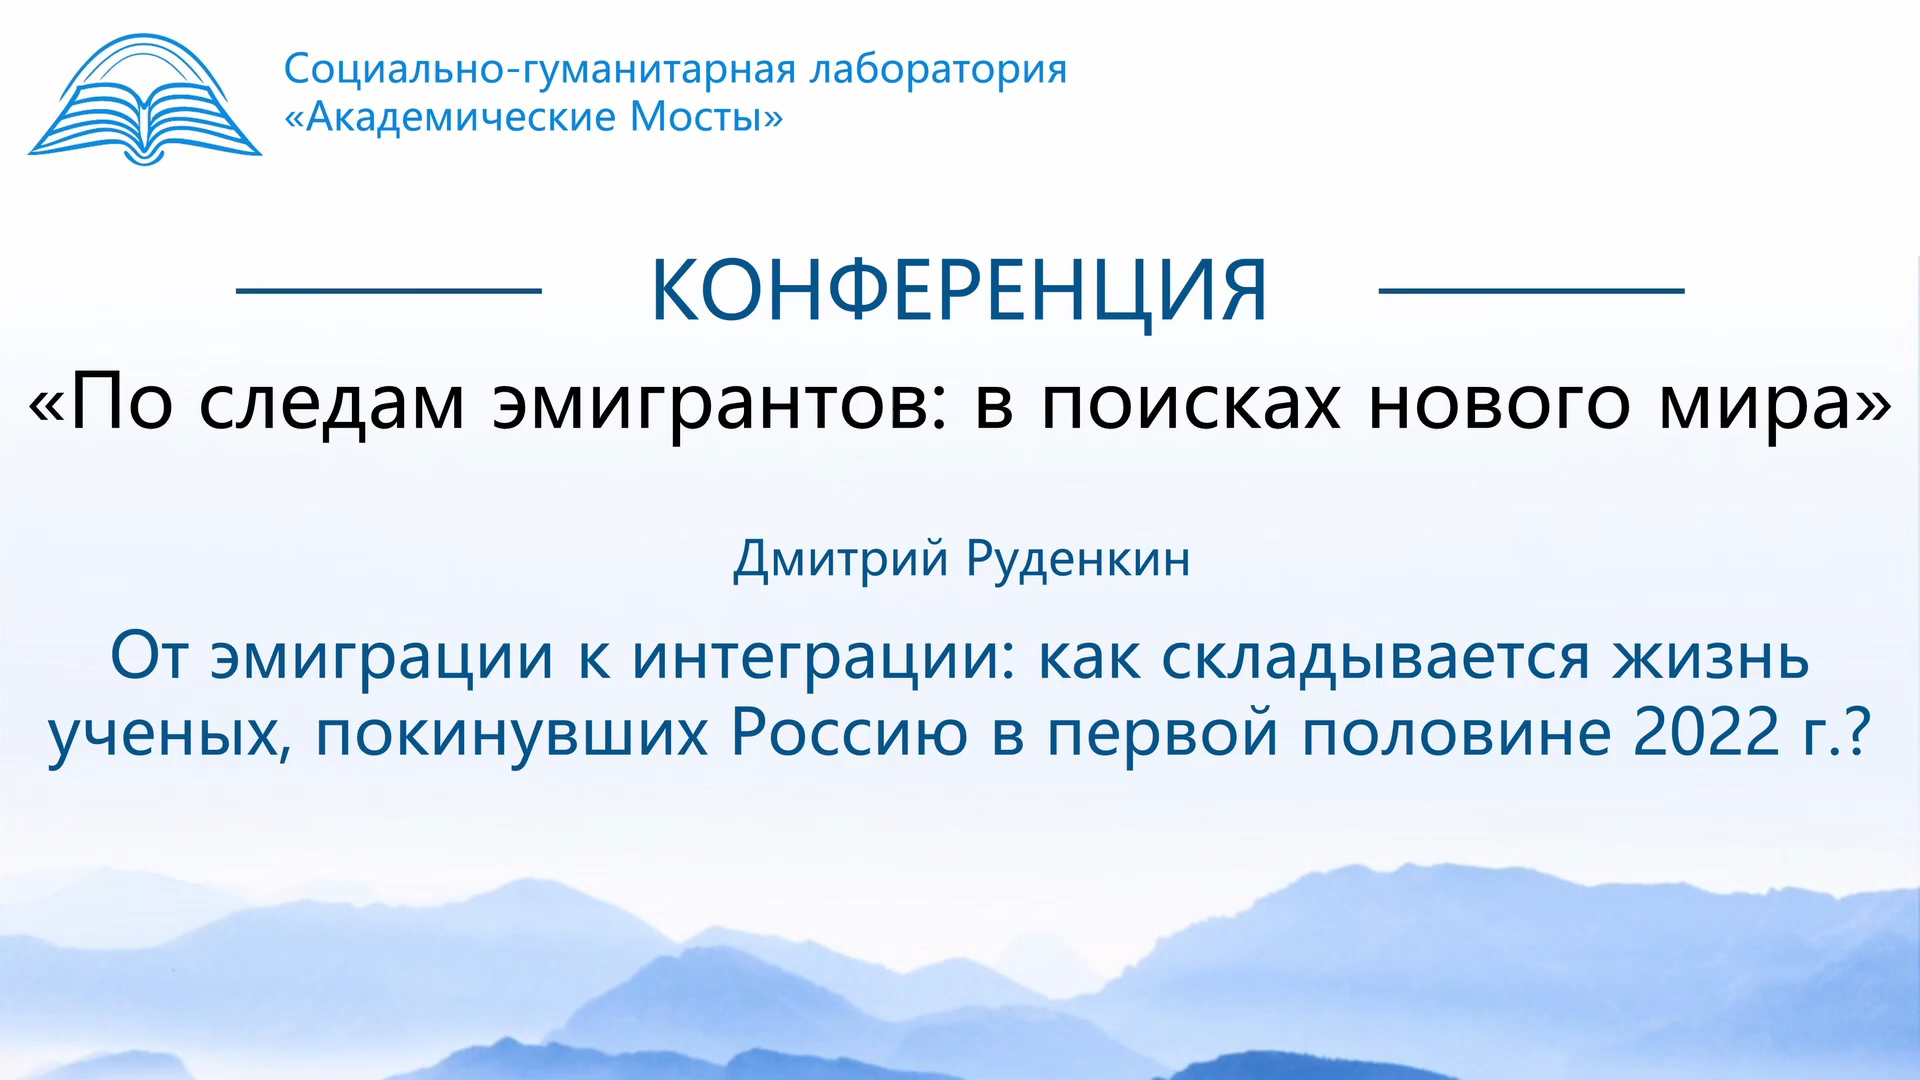 Социально-гуманитарная лаборатория
«Академические Мосты»
КОНФЕРЕНЦИЯ
«По следам эмигрантов: в поисках нового мира»
Дмитрий Руденкин
От эмиграции к интеграции: как складывается жизнь
ученых, покинувших Россию в первой половине 2022 г.?